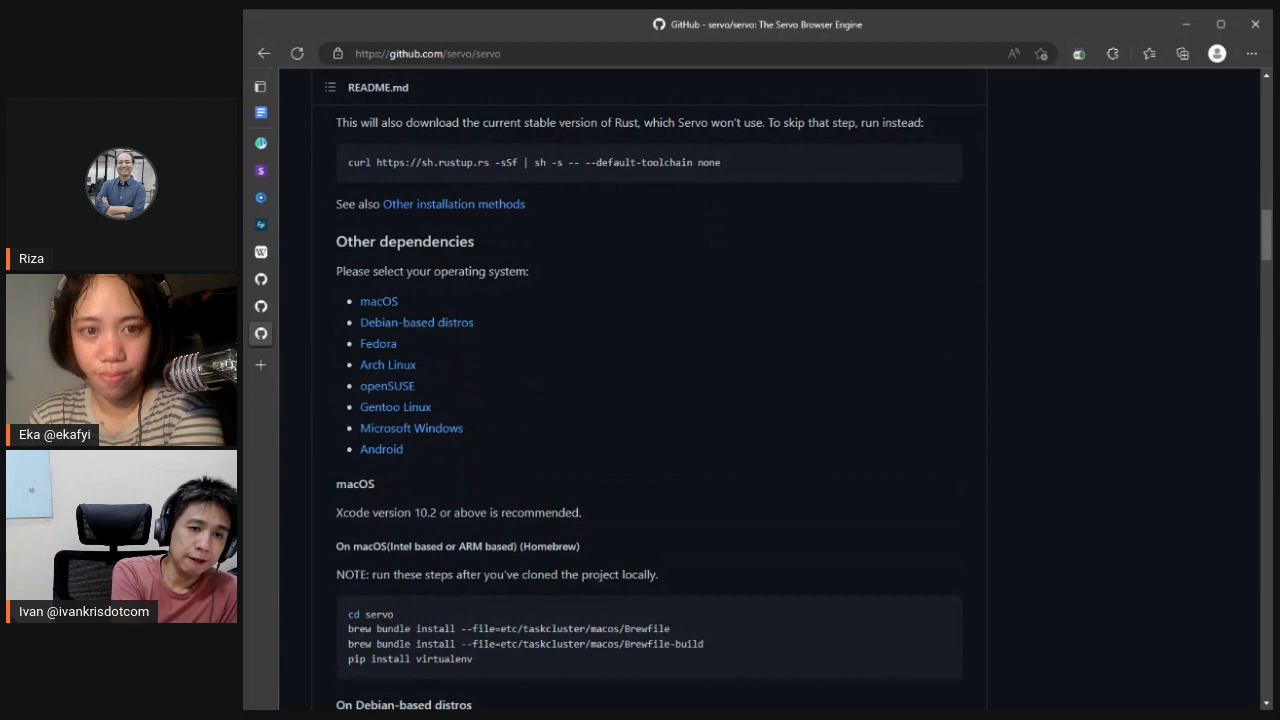 GitHub - servo/servo: The Servo Browser Engine
https://github.com/servo/servo
README.md
This will also download the current stable version of Rust, which Servo won't use. To skip that step, run instead:
curl https://sh.rustup.rs -sSf | sh -s -- --default-toolchain none
See also Other installation methods
Other dependencies
Please select your operating system:
macOS
Debian-based distros
Fedora
Arch Linux
openSUSE
Gentoo Linux
Microsoft Windows
Android
macOS
Xcode version 10.2 or above is recommended.
On macOS(Intel based or ARM based) (Homebrew)
NOTE: run these steps after you've cloned the project locally.
cd servo
brew bundle install --file=etc/taskcluster/macos/Brewfile
brew bundle install --file=etc/taskcluster/macos/Brewfile-build
pip install virtualenv
On Debian-based distros
Riza
Eka @ekafyi
Ivan @ivankrisdotcom